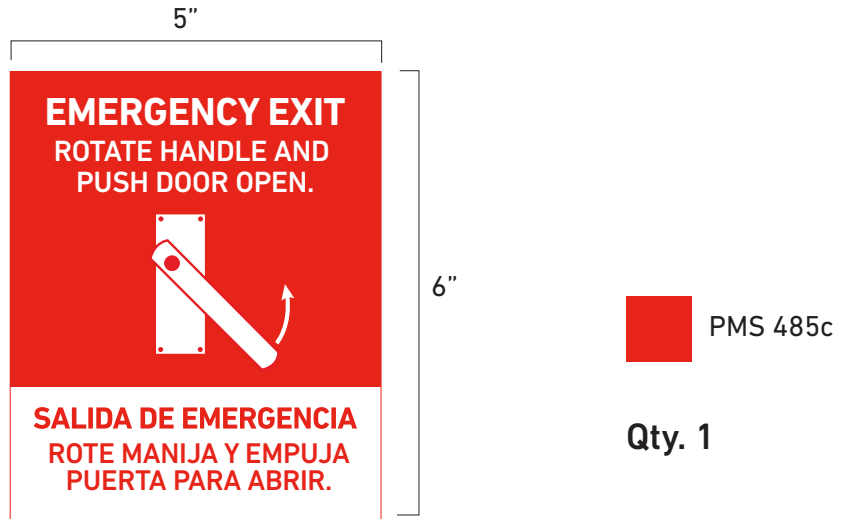 5”
EMERGENCY EXIT
ROTATE HANDLE AND
PUSH DOOR OPEN.
6”
PMS 485c
SALIDA DE EMERGENCIA
ROTE MANIJA Y EMPUJA
PUERTA PARA ABRIR.
Qty. 1